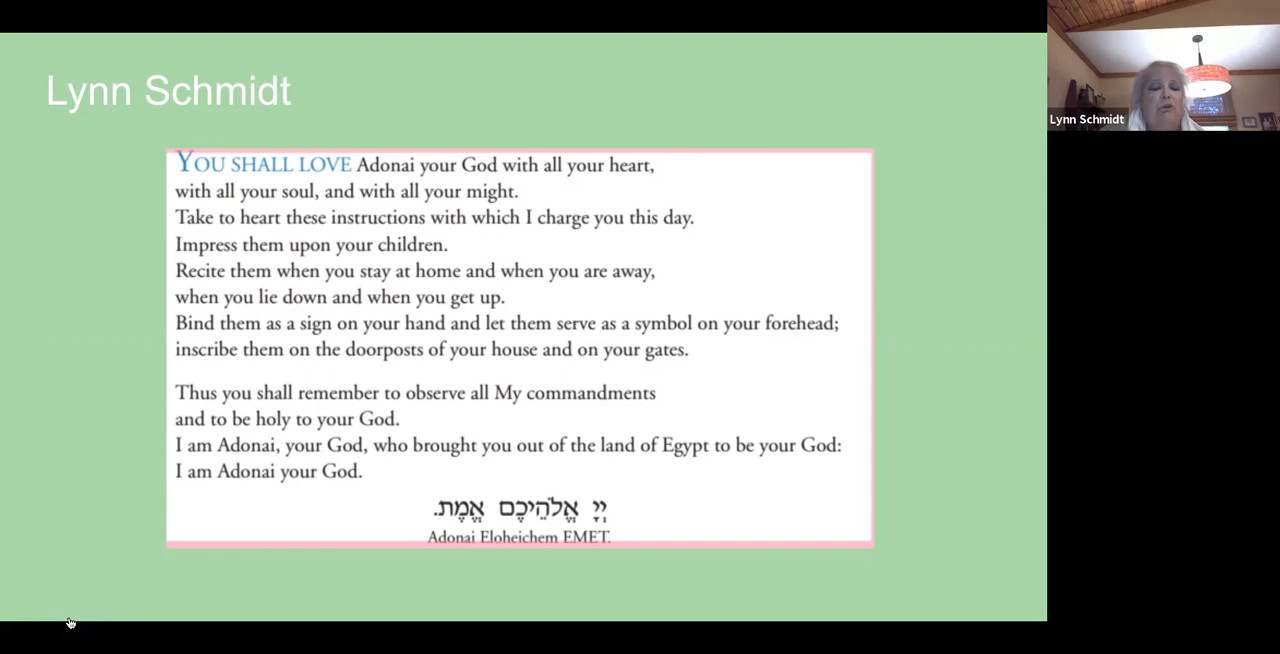 Lynn Schmidt
Lynn Schmidt
YOU SHALL LOVE Adonai your God with all your heart,
with all your soul, and with all your might.
Take to heart these instructions with which I charge you this day.
Impress them upon your children.
Recite them when you stay at home and when you are away,
when you lie down and when you get up.
Bind them as a sign on your hand and let them serve as a symbol on your forehead;
inscribe them on the doorposts of your house and on your gates.
Thus you shall remember to observe all My commandments
and to be holy to your God.
I am Adonai, your God, who brought you out of the land of Egypt to be your God:
I am Adonai your God.
יְיָ אֱלֹהֵיכֶם אֱמֶת.
Adonai Eloheichem EMET.